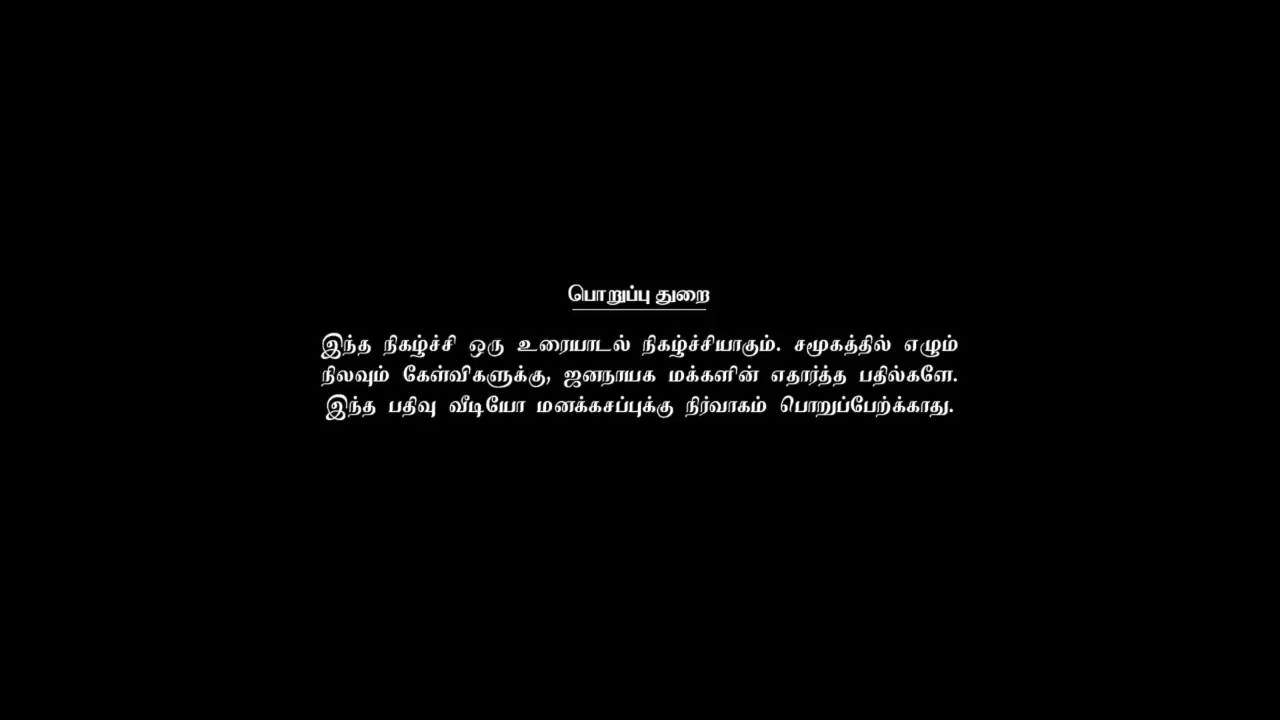 பொறுப்பு துறை
இந்த நிகழ்ச்சி ஒரு உரையாடல் நிகழ்ச்சியாகும். சமூகத்தில் எழும்
நிலவும் கேள்விகளுக்கு, ஜனநாயக மக்களின் எதார்த்த பதில்களே.
இந்த பதிவு வீடியோ மனக்கசப்புக்கு நிர்வாகம் பொறுப்பேற்க்காது.